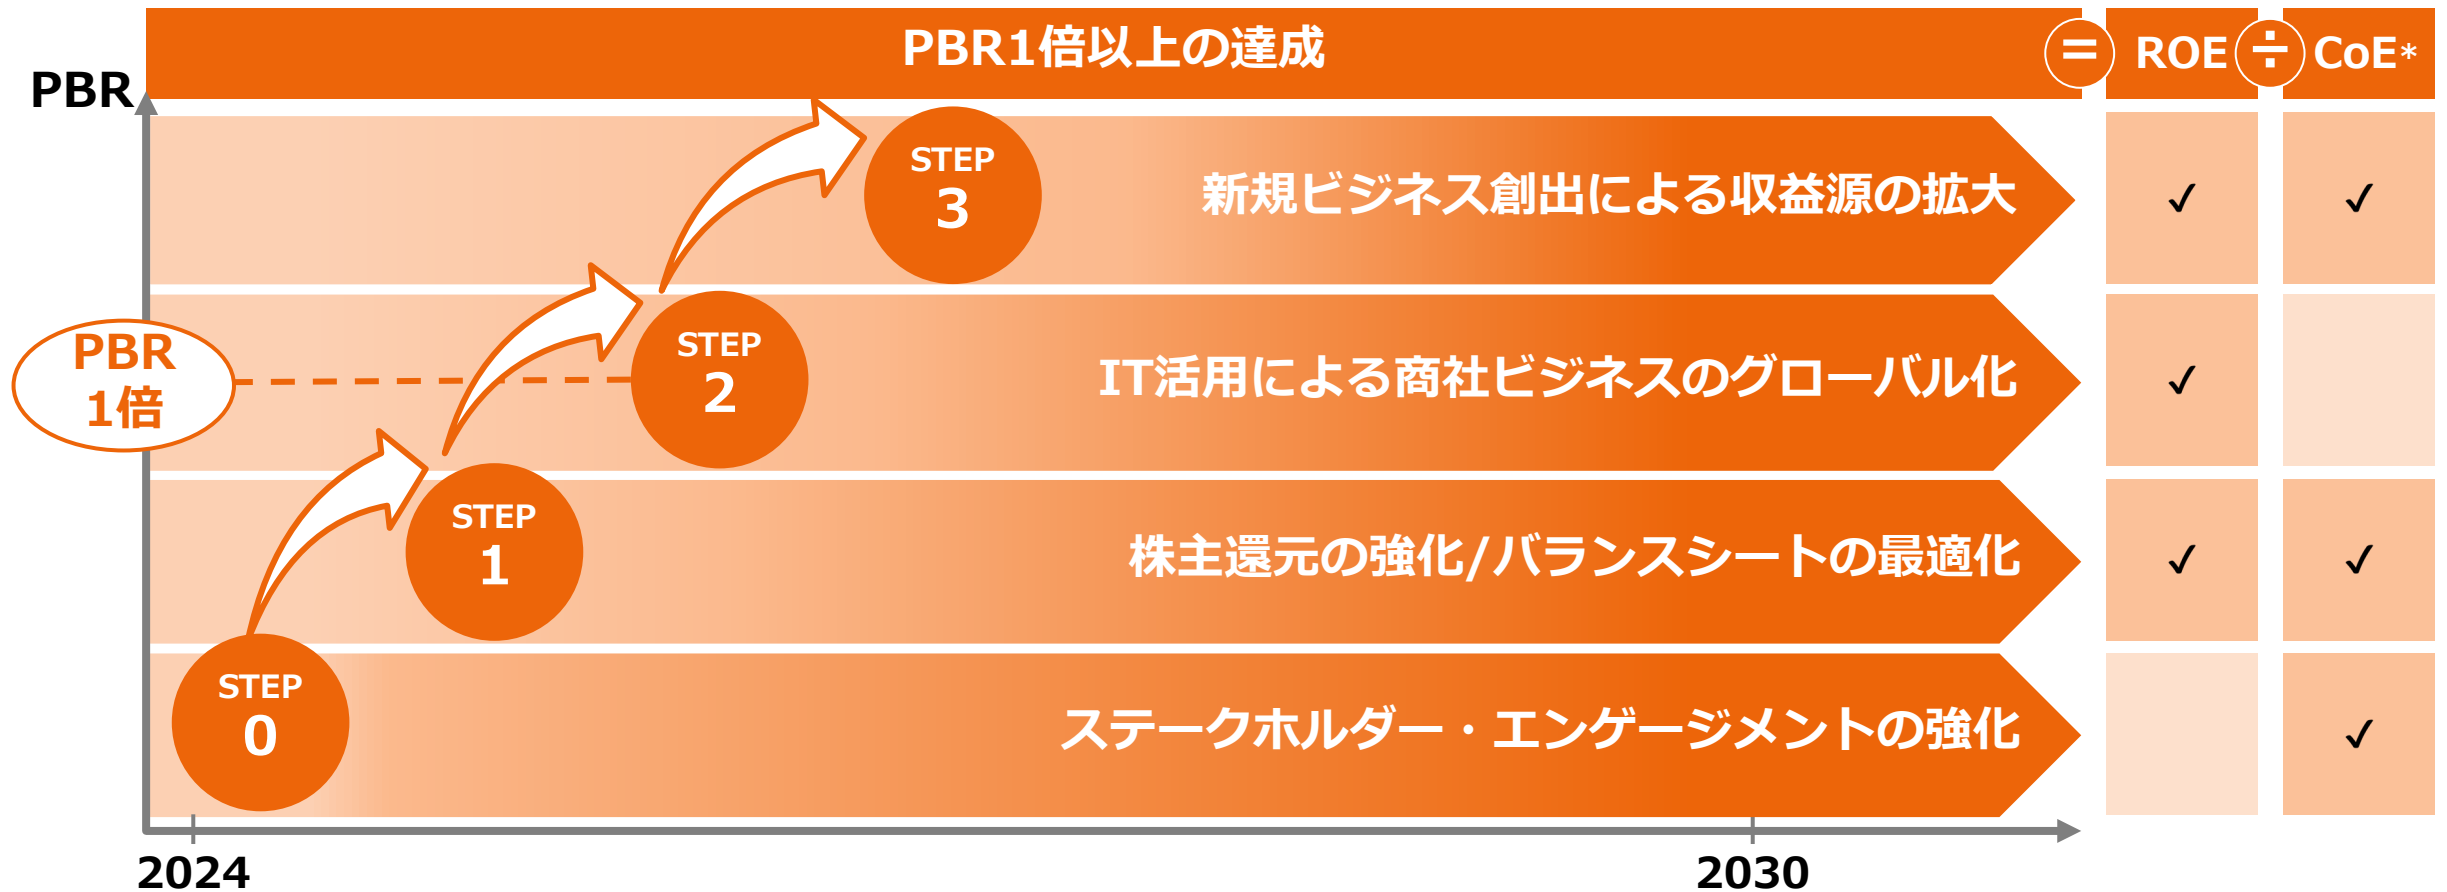 PBR1倍以上の達成 = ROE ÷ CoE*
PBR
STEP
3
新規ビジネス創出による収益源の拡大
✓ ✓
PBR
1倍
STEP
2
IT活用による商社ビジネスのグローバル化
✓
STEP
1
株主還元の強化/バランスシートの最適化
✓ ✓
STEP
0
ステークホルダー・エンゲージメントの強化
✓
2024 2030